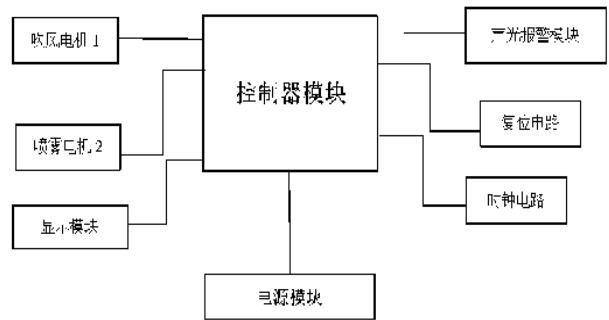 吹风电机 1
声光报警模块
控制器模块
复位电路
喷雾电机 2
时钟电路
显示模块
电源模块